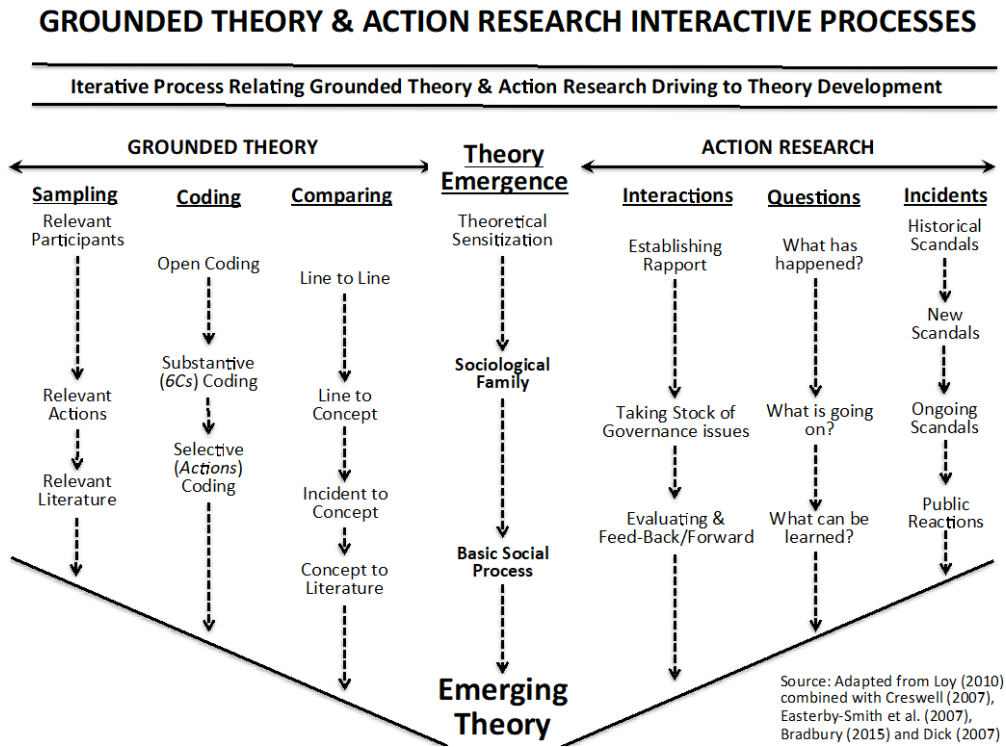 GROUNDED THEORY & ACTION RESEARCH INTERACTIVE PROCESSES
Iterative Process Relating Grounded Theory & Action Research Driving to Theory Development
GROUNDED THEORY
Sampling
Relevant
Participants
Relevant
Actions
Relevant
Literature
Coding
Open Coding
Substantive
(6Cs) Coding
Selective
(Actions)
Coding
Comparing
Line to Line
Line to
Concept
Incident to
Concept
Concept to
Literature
Theory
Emergence
Theoretical
Sensitization
Sociological
Family
Basic Social
Process
Emerging
Theory
ACTION RESEARCH
Interactions
Establishing
Rapport
Taking Stock of
Governance issues
Evaluating &
Feed-Back/Forward
Questions
What has
happened?
What is going
on?
What can be
learned?
Incidents
Historical
Scandals
New
Scandals
Ongoing
Scandals
Public
Reactions
Source: Adapted from Loy (2010)
combined with Creswell (2007),
Easterby-Smith et al. (2007),
Bradbury (2015) and Dick (2007)